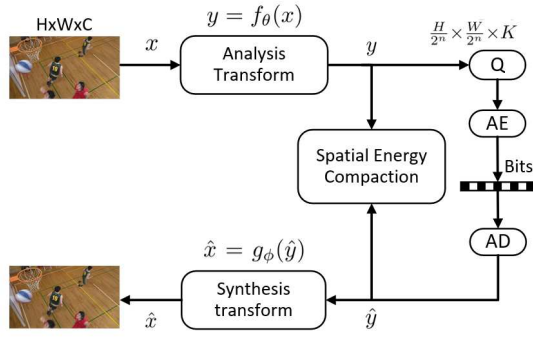 HxWxC
y = f_θ(x)
H/2^n × W/2^n × K
x
Analysis
Transform
y
Q
AE
Spatial Energy
Compaction
Bits
AD
x̂ = g_ϕ(ŷ)
Synthesis
transform
x̂
ŷ